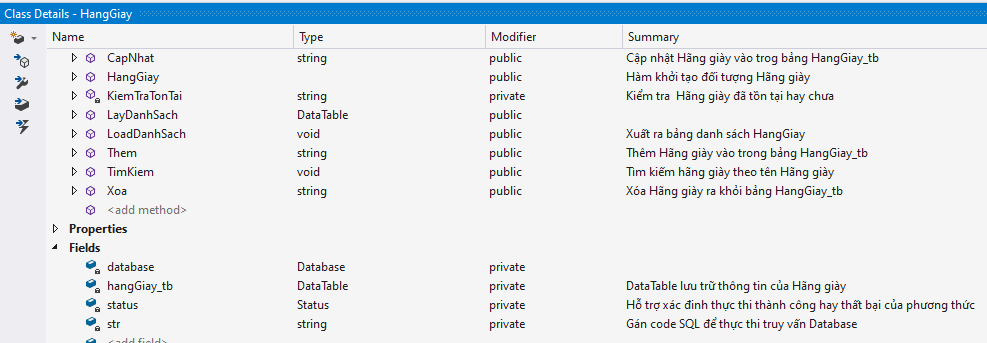 Class Details - HangGiay
Name Type Modifier Summary
CapNhat string public Cập nhật Hãng giày vào trog bảng HangGiay_tb
HangGiay public Hàm khởi tạo đối tượng Hãng giày
KiemTraTonTai string private Kiểm tra Hãng giày đã tồn tại hay chưa
LayDanhSach DataTable public
LoadDanhSach void public Xuất ra bảng danh sách HangGiay
Them string public Thêm Hãng giày vào trong bảng HangGiay_tb
TimKiem void public Tìm kiếm hãng giày theo tên Hãng giày
Xoa string public Xóa Hãng giày ra khỏi bảng HangGiay_tb
<add method>
Properties
Fields
database Database private
hangGiay_tb DataTable private DataTable lưu trữ thông tin của Hãng giày
status Status private Hỗ trợ xác đinh thực thi thành công hay thất bại của phương thức
str string private Gán code SQL để thực thi truy vấn Database
<add field>